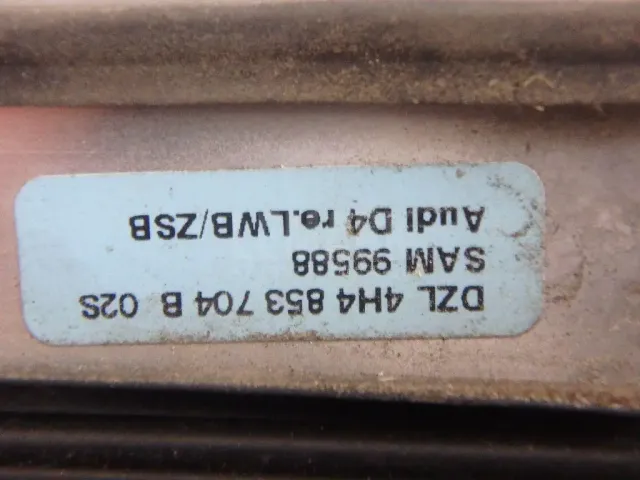 DZL 4H4 853 704 B 02S
SAM 99588
Audi D4 re.LWB/ZSB